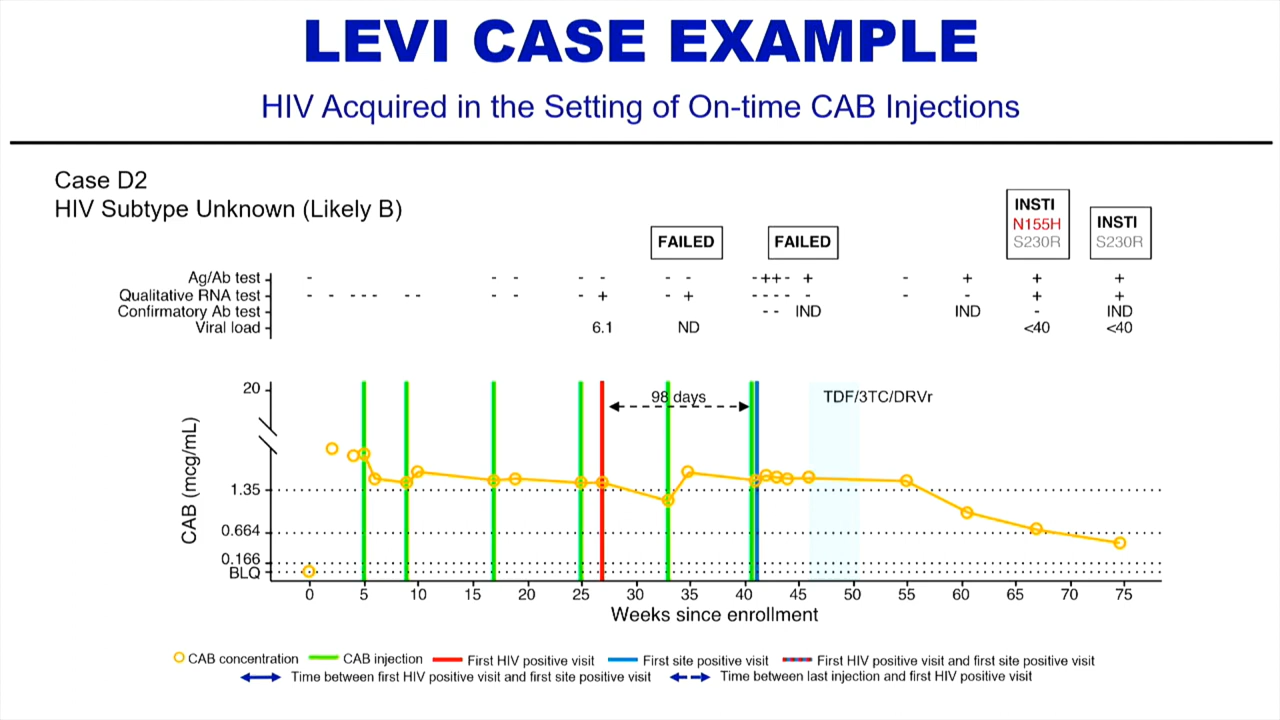 LEVI CASE EXAMPLE
HIV Acquired in the Setting of On-time CAB Injections
Case D2
HIV Subtype Unknown (Likely B)
FAILED
FAILED
INSTI
N155H
S230R
INSTI
S230R
Ag/Ab test - - - - - - - - + + - + - + + +
Qualitative RNA test - - - - - - - - - - - + - + - - - - - - - + +
Confirmatory Ab test - - IND IND - IND
Viral load 6.1 ND <40 <40
98 days
TDF/3TC/DRVr
CAB (mcg/mL)
20
1.35
0.664
0.166
BLQ
0 5 10 15 20 25 30 35 40 45 50 55 60 65 70 75
Weeks since enrollment
CAB concentration CAB injection First HIV positive visit First site positive visit First HIV positive visit and first site positive visit
Time between first HIV positive visit and first site positive visit Time between last injection and first HIV positive visit